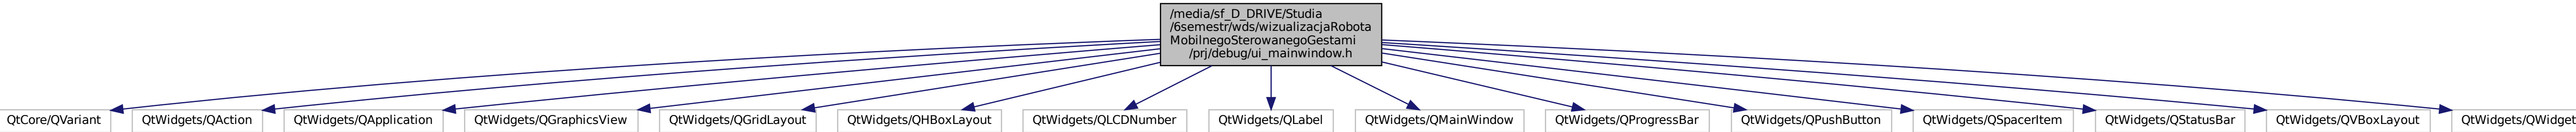 /media/sf_D_DRIVE/Studia
/6semestr/wds/wizualizacjaRobota
MobilnegoSterowanegoGestami
/prj/debug/ui_mainwindow.h
QtCore/QVariant
QtWidgets/QAction
QtWidgets/QApplication
QtWidgets/QGraphicsView
QtWidgets/QGridLayout
QtWidgets/QHBoxLayout
QtWidgets/QLCDNumber
QtWidgets/QLabel
QtWidgets/QMainWindow
QtWidgets/QProgressBar
QtWidgets/QPushButton
QtWidgets/QSpacerItem
QtWidgets/QStatusBar
QtWidgets/QVBoxLayout
QtWidgets/QWidget